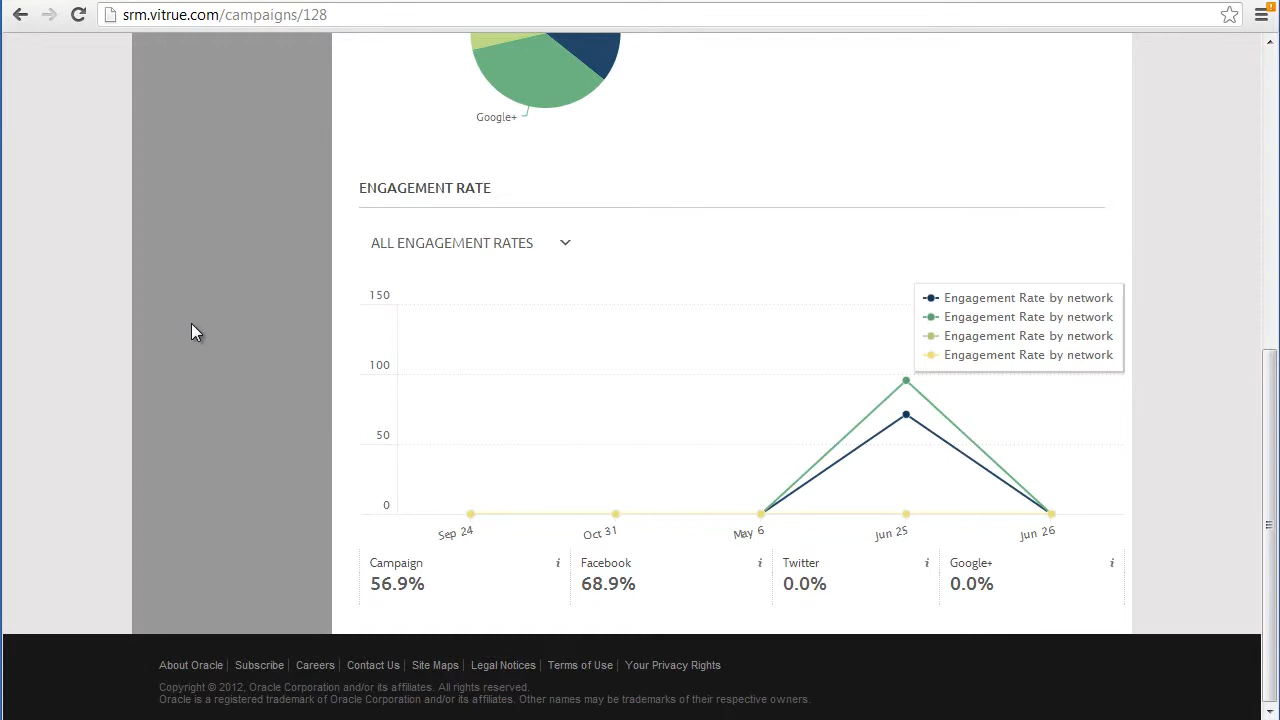 srm.vitrue.com/campaigns/128
Google+
ENGAGEMENT RATE
ALL ENGAGEMENT RATES
150
100
50
0
Engagement Rate by network
Engagement Rate by network
Engagement Rate by network
Engagement Rate by network
Sep 24 Oct 31 May 6 Jun 25 Jun 26
Campaign i Facebook i Twitter i Google+ i
56.9% 68.9% 0.0% 0.0%
About Oracle | Subscribe | Careers | Contact Us | Site Maps | Legal Notices | Terms of Use | Your Privacy Rights
Copyright © 2012, Oracle Corporation and/or its affiliates. All rights reserved.
Oracle is a registered trademark of Oracle Corporation and/or its affiliates. Other names may be trademarks of their respective owners.